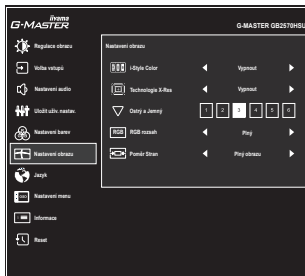 iiyama
G-MASTER
G-MASTER GB2570HSU
Regulace obrazu
Nastavení obrazu
Volba vstupů
i-Style Color
Vypnout
Nastavení audio
Technologie X-Res
Vypnout
Uložit uživ. nastav.
Ostrý a Jemný
1 2 3 4 5 6
Nastavení barev
RGB RGB rozsah
Plný
Nastavení obrazu
Poměr Stran
Plný obrazu
Jazyk
OSD Nastavení menu
Informace
Reset